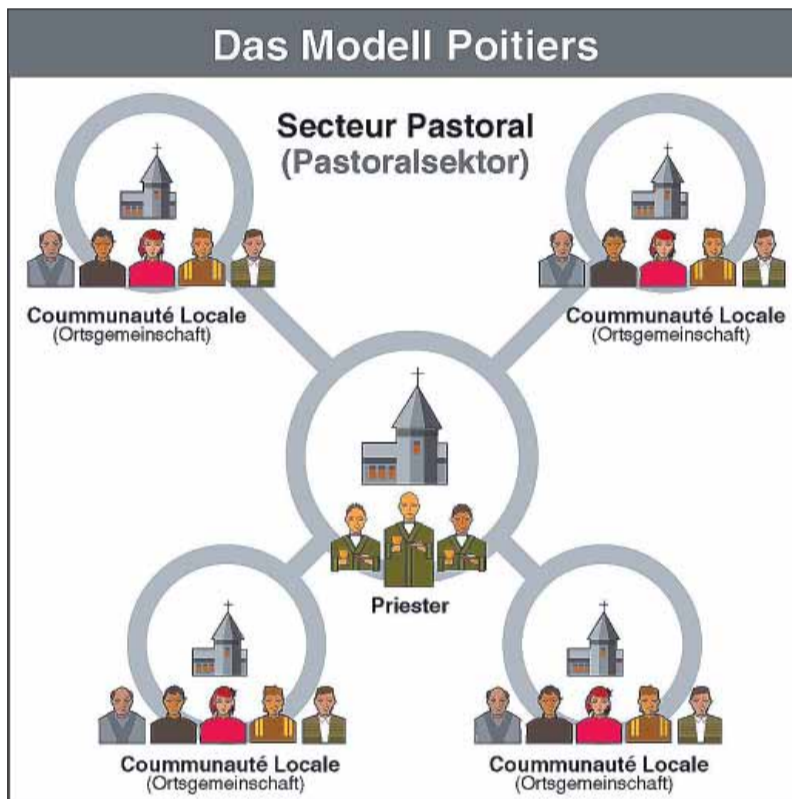 Das Modell Poitiers
Secteur Pastoral
(Pastoralsektor)
Coummunauté Locale
(Ortsgemeinschaft)
Coummunauté Locale
(Ortsgemeinschaft)
Priester
Coummunauté Locale
(Ortsgemeinschaft)
Coummunauté Locale
(Ortsgemeinschaft)